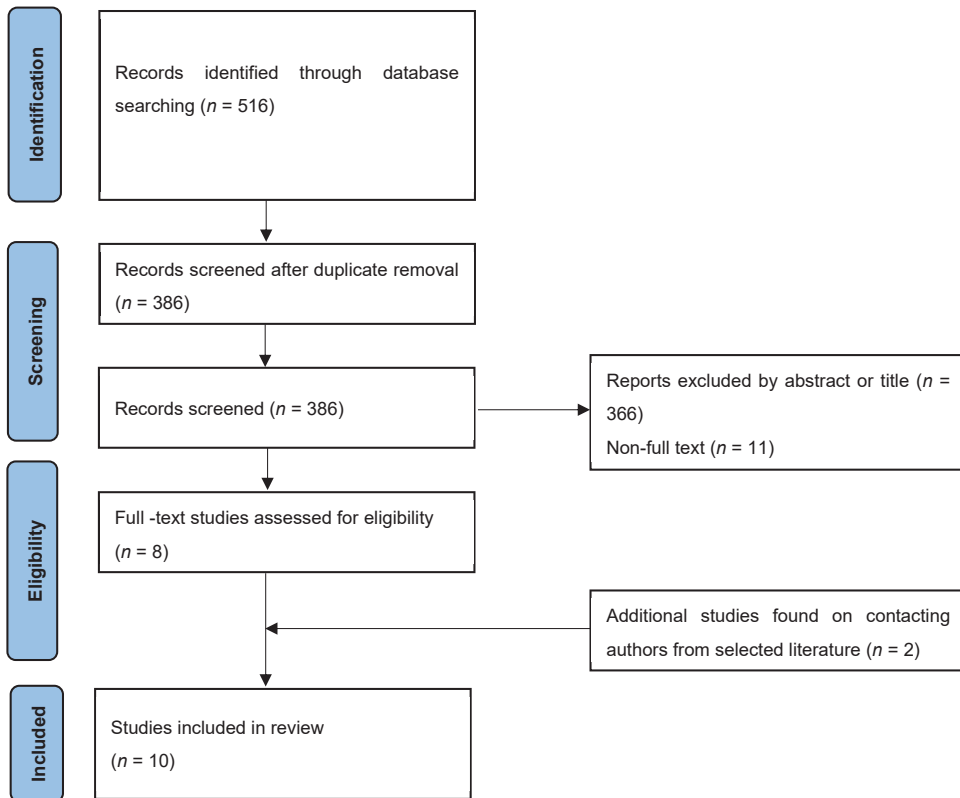 Identification
Records identified through database
searching (n = 516)
Screening
Records screened after duplicate removal
(n = 386)
Records screened (n = 386)
Reports excluded by abstract or title (n =
366)
Non-full text (n = 11)
Eligibility
Full -text studies assessed for eligibility
(n = 8)
Additional studies found on contacting
authors from selected literature (n = 2)
Included
Studies included in review
(n = 10)